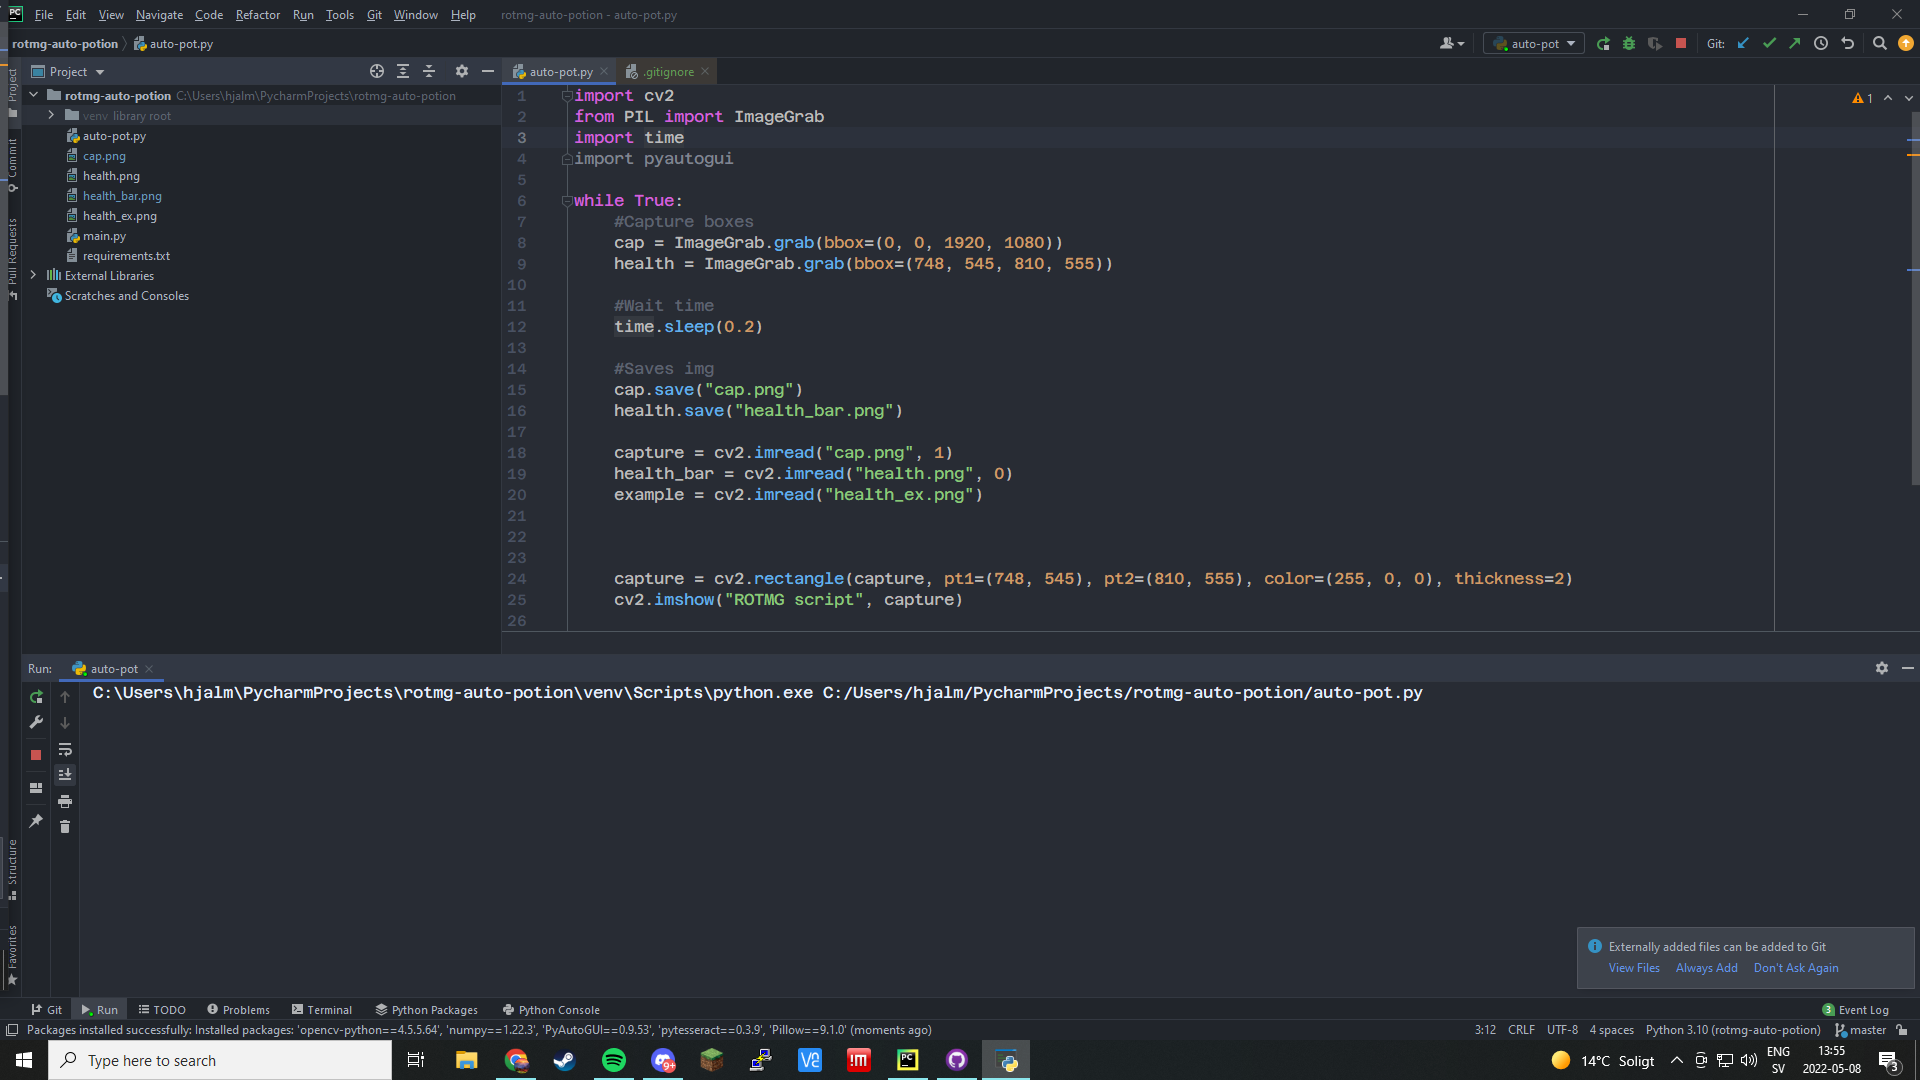 PC File Edit View Navigate Code Refactor Run Tools Git Window Help rotmg-auto-potion - auto-pot.py
rotmg-auto-potion auto-pot.py auto-pot Git:
Project auto-pot.py .gitignore
Project
Commit
Pull Requests
rotmg-auto-potion C:\Users\hjalm\PycharmProjects\rotmg-auto-potion
venv library root
auto-pot.py
cap.png
health.png
health_bar.png
health_ex.png
main.py
requirements.txt
External Libraries
Scratches and Consoles
1
1 import cv2
2 from PIL import ImageGrab
3 import time
4 import pyautogui
5
6 while True:
7 #Capture boxes
8 cap = ImageGrab.grab(bbox=(0, 0, 1920, 1080))
9 health = ImageGrab.grab(bbox=(748, 545, 810, 555))
10
11 #Wait time
12 time.sleep(0.2)
13
14 #Saves img
15 cap.save("cap.png")
16 health.save("health_bar.png")
17
18 capture = cv2.imread("cap.png", 1)
19 health_bar = cv2.imread("health.png", 0)
20 example = cv2.imread("health_ex.png")
21
22
23
24 capture = cv2.rectangle(capture, pt1=(748, 545), pt2=(810, 555), color=(255, 0, 0), thickness=2)
25 cv2.imshow("ROTMG script", capture)
26
Run: auto-pot
C:\Users\hjalm\PycharmProjects\rotmg-auto-potion\venv\Scripts\python.exe C:/Users/hjalm/PycharmProjects/rotmg-auto-potion/auto-pot.py
Structure
Favorites
Externally added files can be added to Git
View Files Always Add Don't Ask Again
Git Run TODO Problems Terminal Python Packages Python Console 3 Event Log
Packages installed successfully: Installed packages: 'opencv-python==4.5.5.64', 'numpy==1.22.3', 'PyAutoGUI==0.9.53', 'pytesseract==0.3.9', 'Pillow==9.1.0' (moments ago) 3:12 CRLF UTF-8 4 spaces Python 3.10 (rotmg-auto-potion) master
Type here to search 9+ !M PC 14°C Soligt ENG SV 13:55 2022-05-08 3